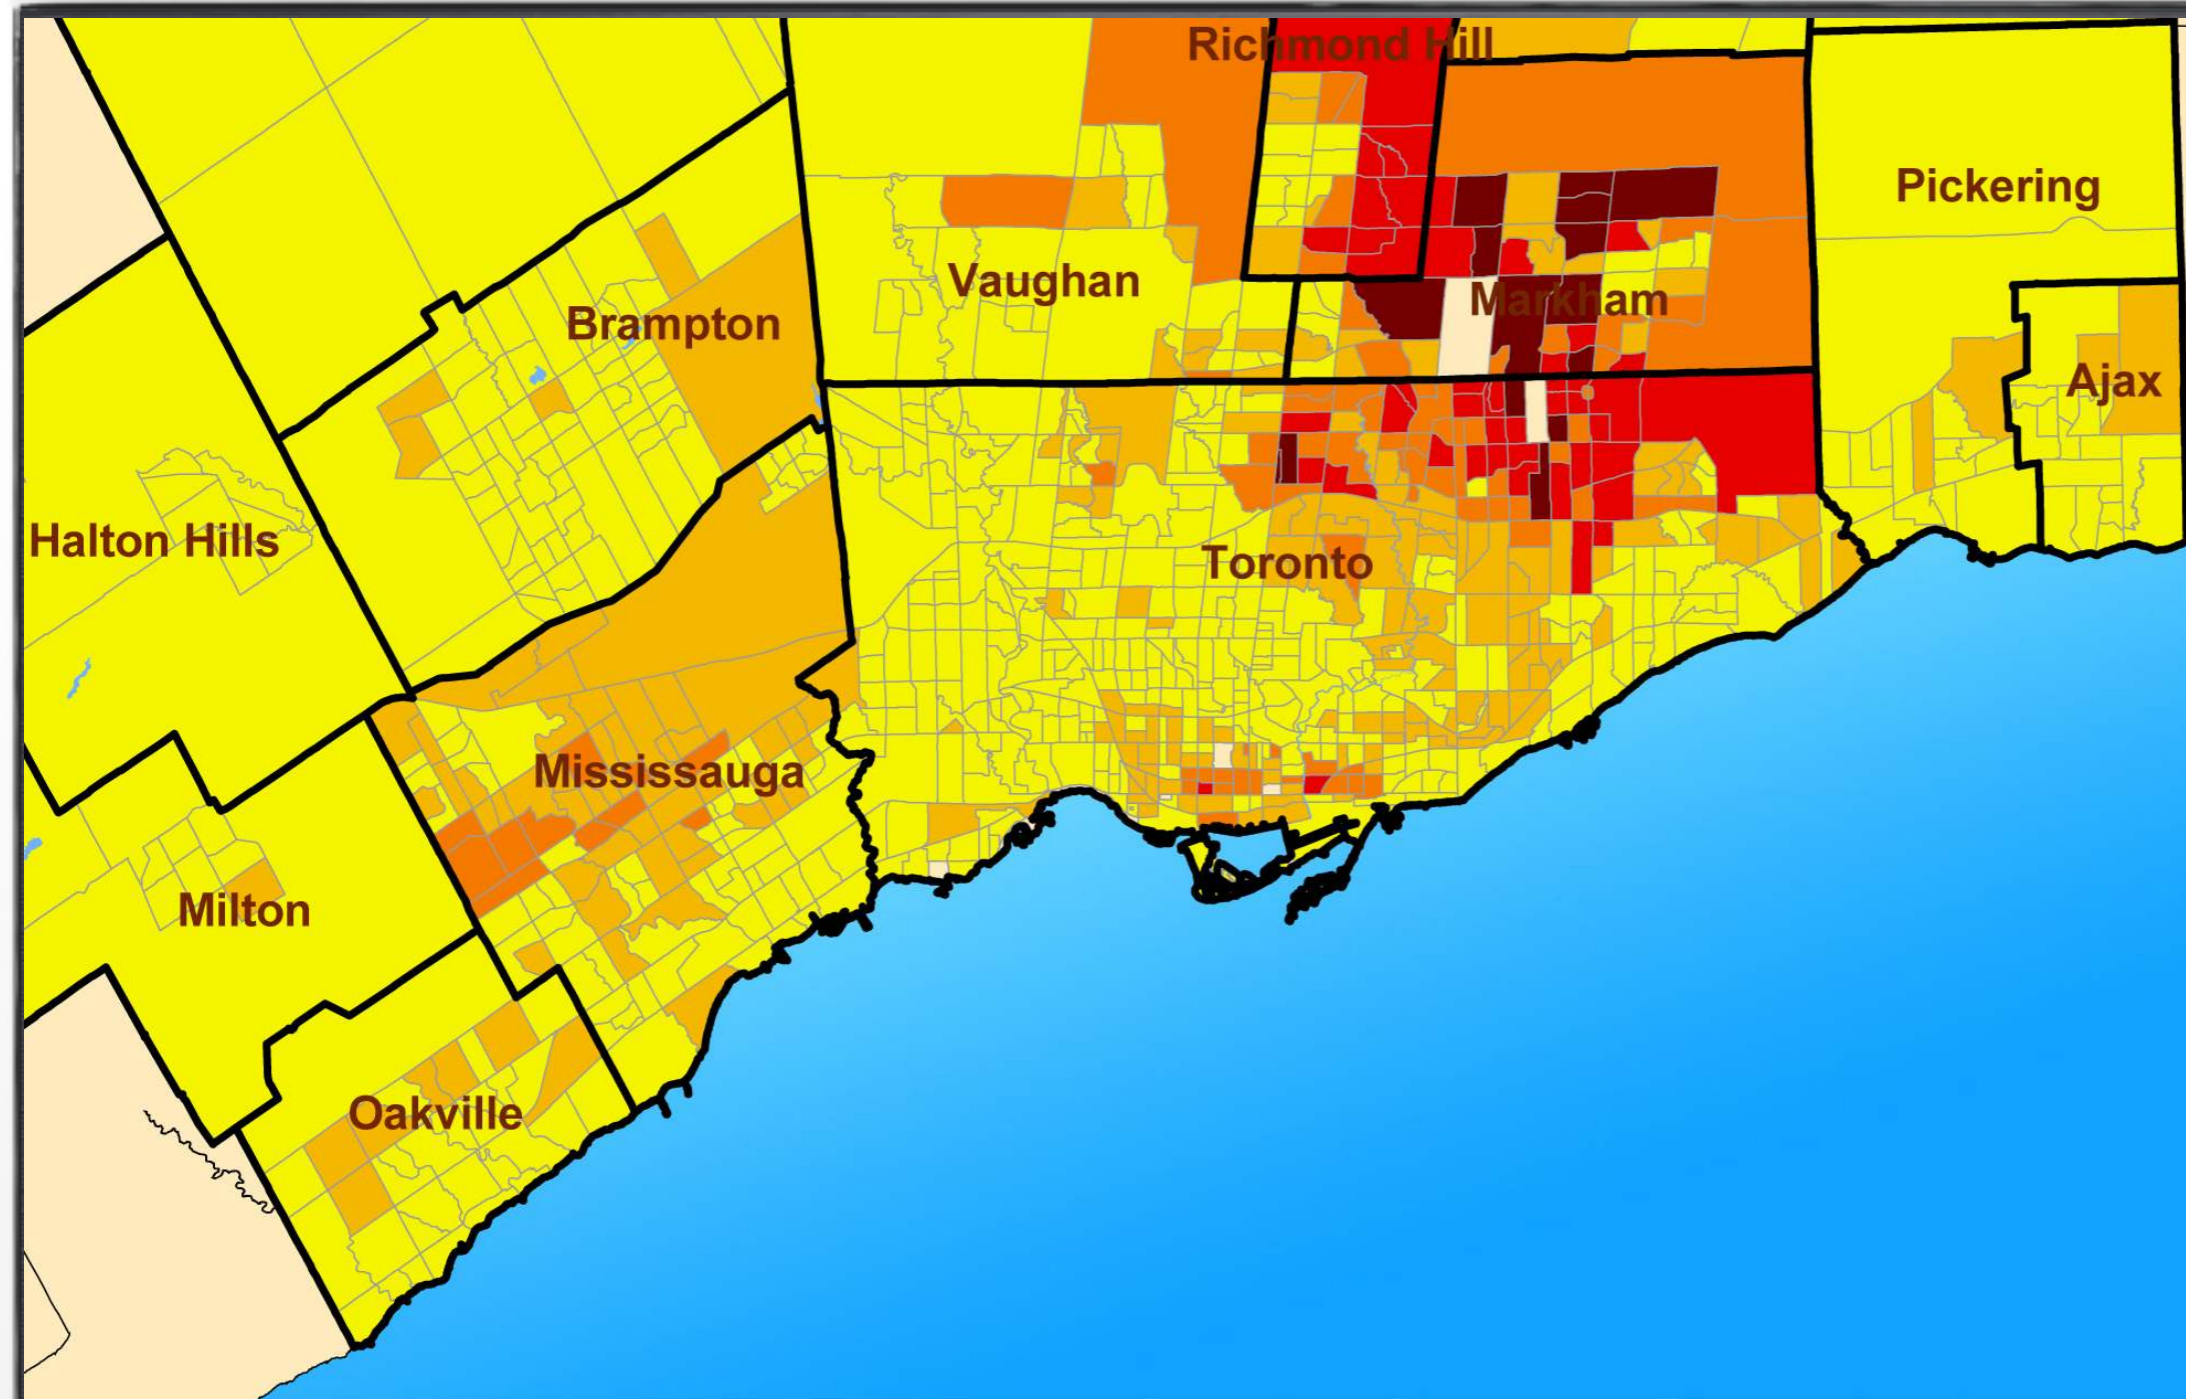 Richmond Hill
Pickering
Vaughan
Markham
Brampton
Ajax
Halton Hills
Toronto
Mississauga
Milton
Oakville